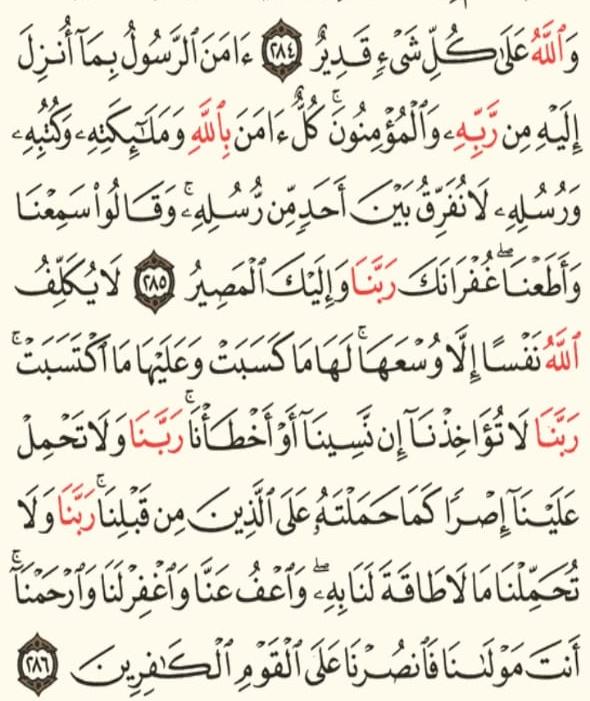 وَٱللَّهُ عَلَىٰ كُلِّ شَىْءٍ قَدِيرٌ ٢٨٤ ءَامَنَ ٱلرَّسُولُ بِمَآ أُنزِلَ
إِلَيْهِ مِن رَّبِّهِۦ وَٱلْمُؤْمِنُونَ ۚ كُلٌّ ءَامَنَ بِٱللَّهِ وَمَلَـٰٓئِكَتِهِۦ وَكُتُبِهِۦ
وَرُسُلِهِۦ لَا نُفَرِّقُ بَيْنَ أَحَدٍ مِّن رُّسُلِهِۦ ۚ وَقَالُوا۟ سَمِعْنَا
وَأَطَعْنَا ۖ غُفْرَانَكَ رَبَّنَا وَإِلَيْكَ ٱلْمَصِيرُ ٢٨٥ لَا يُكَلِّفُ
ٱللَّهُ نَفْسًا إِلَّا وُسْعَهَا ۚ لَهَا مَا كَسَبَتْ وَعَلَيْهَا مَا ٱكْتَسَبَتْ ۗ
رَبَّنَا لَا تُؤَاخِذْنَآ إِن نَّسِينَآ أَوْ أَخْطَأْنَا ۚ رَبَّنَا وَلَا تَحْمِلْ
عَلَيْنَآ إِصْرًا كَمَا حَمَلْتَهُۥ عَلَى ٱلَّذِينَ مِن قَبْلِنَا ۚ رَبَّنَا وَلَا
تُحَمِّلْنَا مَا لَا طَاقَةَ لَنَا بِهِۦ ۖ وَٱعْفُ عَنَّا وَٱغْفِرْ لَنَا وَٱرْحَمْنَآ ۚ
أَنتَ مَوْلَىٰنَا فَٱنصُرْنَا عَلَى ٱلْقَوْمِ ٱلْكَـٰفِرِينَ ٢٨٦